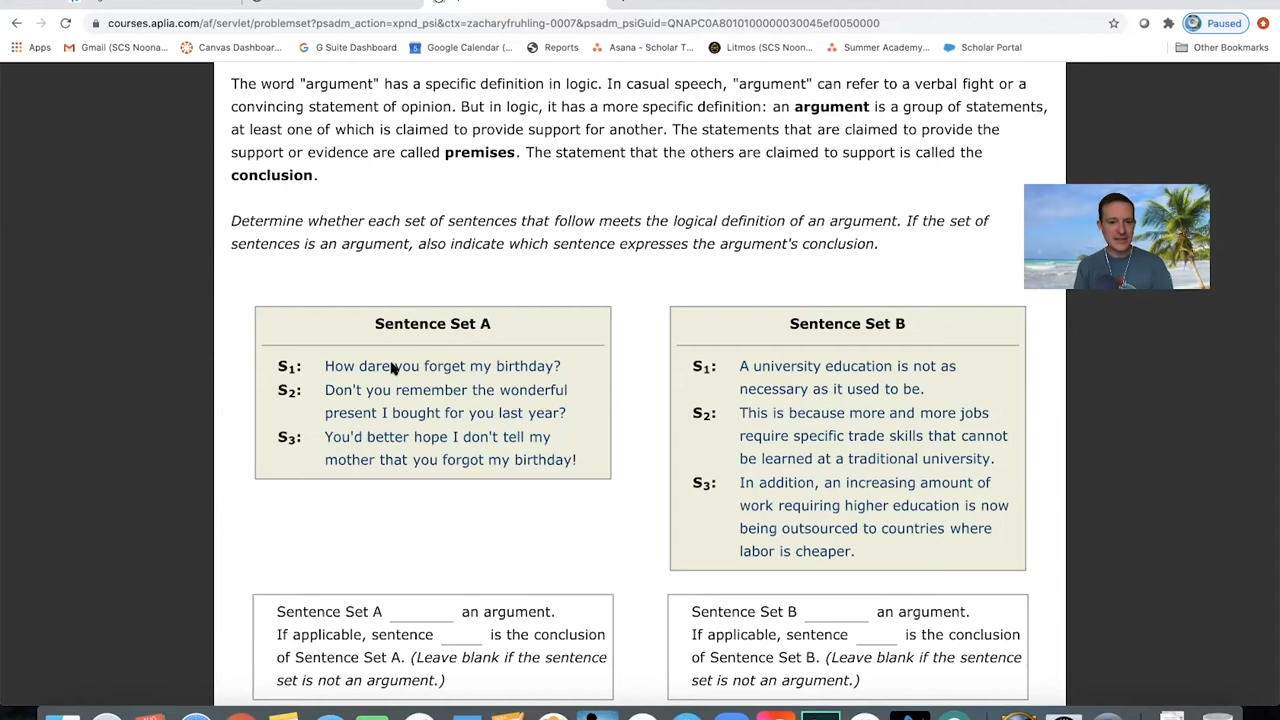 courses.aplia.com/af/servlet/problemset?psadm_action=xpnd_psi&ctx=zacharyfruhling-0007&psadm_psiGuid=QNAPC0A8010100000030045ef0050000
Paused
Apps
Gmail (SCS Noona...
Canvas Dashboar...
G Suite Dashboard
Google Calendar (...
Reports
Asana - Scholar T...
Litmos (SCS Noon...
Summer Academy...
Scholar Portal
Other Bookmarks
The word "argument" has a specific definition in logic. In casual speech, "argument" can refer to a verbal fight or a
convincing statement of opinion. But in logic, it has a more specific definition: an argument is a group of statements,
at least one of which is claimed to provide support for another. The statements that are claimed to provide the
support or evidence are called premises. The statement that the others are claimed to support is called the
conclusion.
Determine whether each set of sentences that follow meets the logical definition of an argument. If the set of
sentences is an argument, also indicate which sentence expresses the argument's conclusion.
Sentence Set A
S1: How dare you forget my birthday?
S2: Don't you remember the wonderful
present I bought for you last year?
S3: You'd better hope I don't tell my
mother that you forgot my birthday!
Sentence Set B
S1: A university education is not as
necessary as it used to be.
S2: This is because more and more jobs
require specific trade skills that cannot
be learned at a traditional university.
S3: In addition, an increasing amount of
work requiring higher education is now
being outsourced to countries where
labor is cheaper.
Sentence Set A ________ an argument.
If applicable, sentence _____ is the conclusion
of Sentence Set A. (Leave blank if the sentence
set is not an argument.)
Sentence Set B ________ an argument.
If applicable, sentence _____ is the conclusion
of Sentence Set B. (Leave blank if the sentence
set is not an argument.)